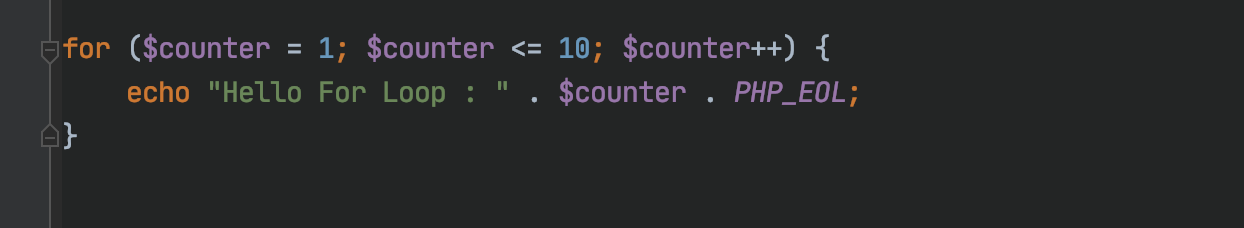 for ($counter = 1; $counter <= 10; $counter++) {
    echo "Hello For Loop : " . $counter . PHP_EOL;
}